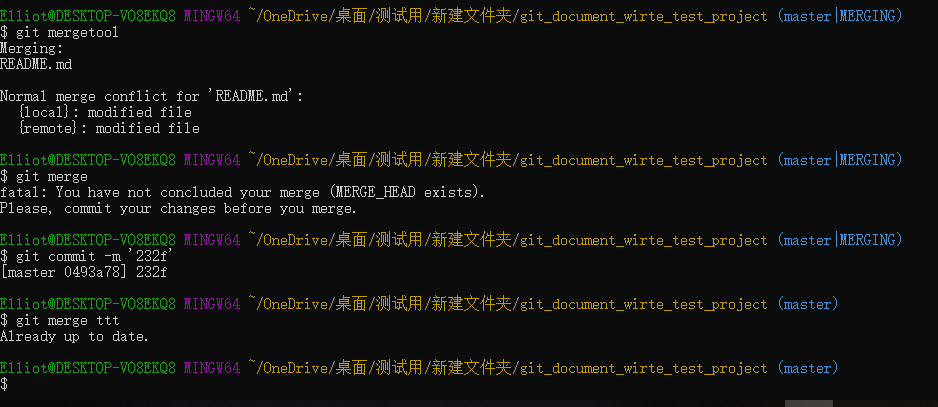 Elliot@DESKTOP-VO8EKQ8 MINGW64 ~/OneDrive/桌面/测试用/新建文件夹/git_document_wirte_test_project (master|MERGING)
$ git mergetool
Merging:
README.md
Normal merge conflict for 'README.md':
  {local}: modified file
  {remote}: modified file
Elliot@DESKTOP-VO8EKQ8 MINGW64 ~/OneDrive/桌面/测试用/新建文件夹/git_document_wirte_test_project (master|MERGING)
$ git merge
fatal: You have not concluded your merge (MERGE_HEAD exists).
Please, commit your changes before you merge.
Elliot@DESKTOP-VO8EKQ8 MINGW64 ~/OneDrive/桌面/测试用/新建文件夹/git_document_wirte_test_project (master|MERGING)
$ git commit -m '232f'
[master 0493a78] 232f
Elliot@DESKTOP-VO8EKQ8 MINGW64 ~/OneDrive/桌面/测试用/新建文件夹/git_document_wirte_test_project (master)
$ git merge ttt
Already up to date.
Elliot@DESKTOP-VO8EKQ8 MINGW64 ~/OneDrive/桌面/测试用/新建文件夹/git_document_wirte_test_project (master)
$